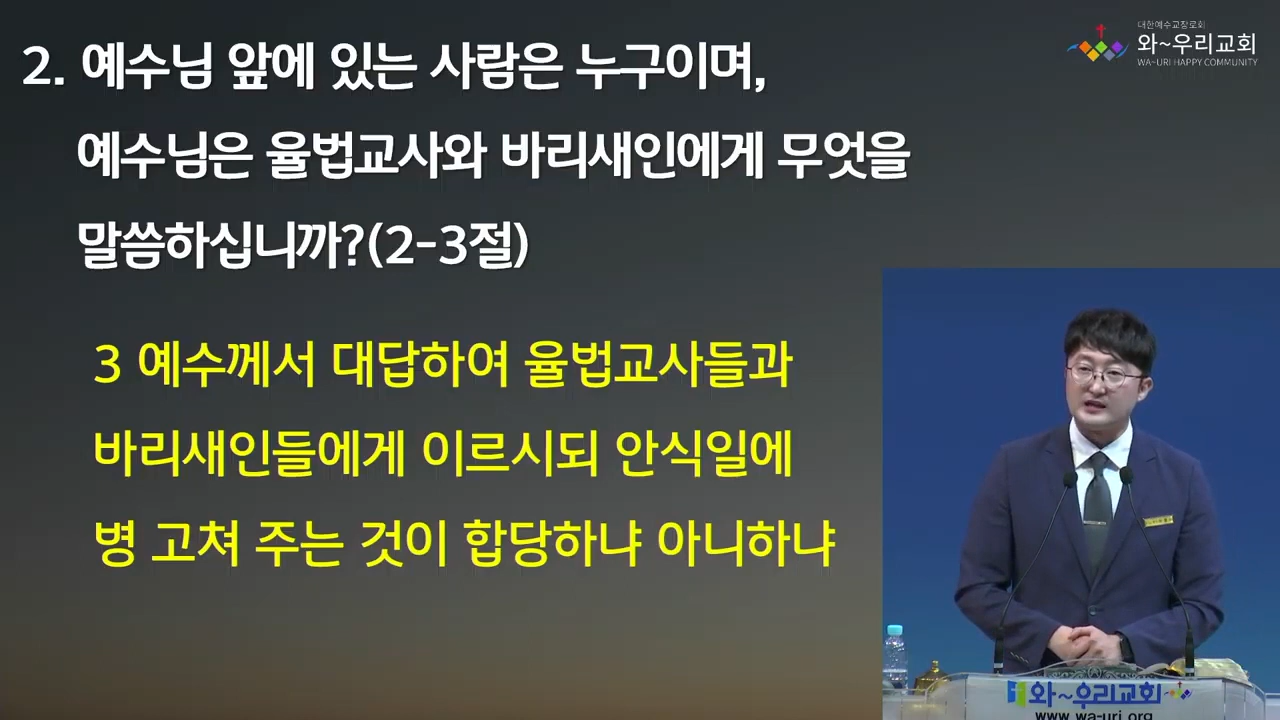 2. 예수님 앞에 있는 사람은 누구이며,
예수님은 율법교사와 바리새인에게 무엇을
말씀하십니까?(2-3절)
3 예수께서 대답하여 율법교사들과
바리새인들에게 이르시되 안식일에
병 고쳐 주는 것이 합당하냐 아니하냐
대한예수교장로회
와~우리교회
WA-URI HAPPY COMMUNITY
와~우리교회
www.wa-uri.org